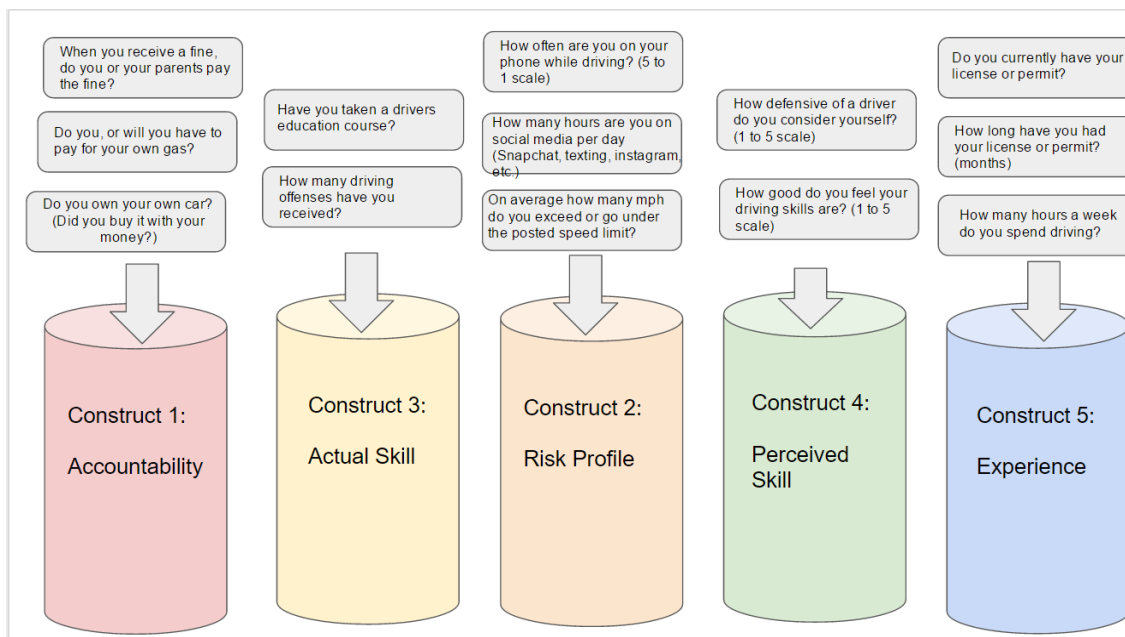 When you receive a fine,
do you or your parents pay
the fine?
Do you, or will you have to
pay for your own gas?
Do you own your own car?
(Did you buy it with your
money?)
Construct 1:
Accountability
Have you taken a drivers
education course?
How many driving
offenses have you
received?
Construct 3:
Actual Skill
How often are you on your
phone while driving? (5 to
1 scale)
How many hours are you on
social media per day
(Snapchat, texting, instagram,
etc.)
On average how many mph
do you exceed or go under
the posted speed limit?
Construct 2:
Risk Profile
How defensive of a driver
do you consider yourself?
(1 to 5 scale)
How good do you feel your
driving skills are? (1 to 5
scale)
Construct 4:
Perceived
Skill
Do you currently have your
license or permit?
How long have you had
your license or permit?
(months)
How many hours a week
do you spend driving?
Construct 5:
Experience